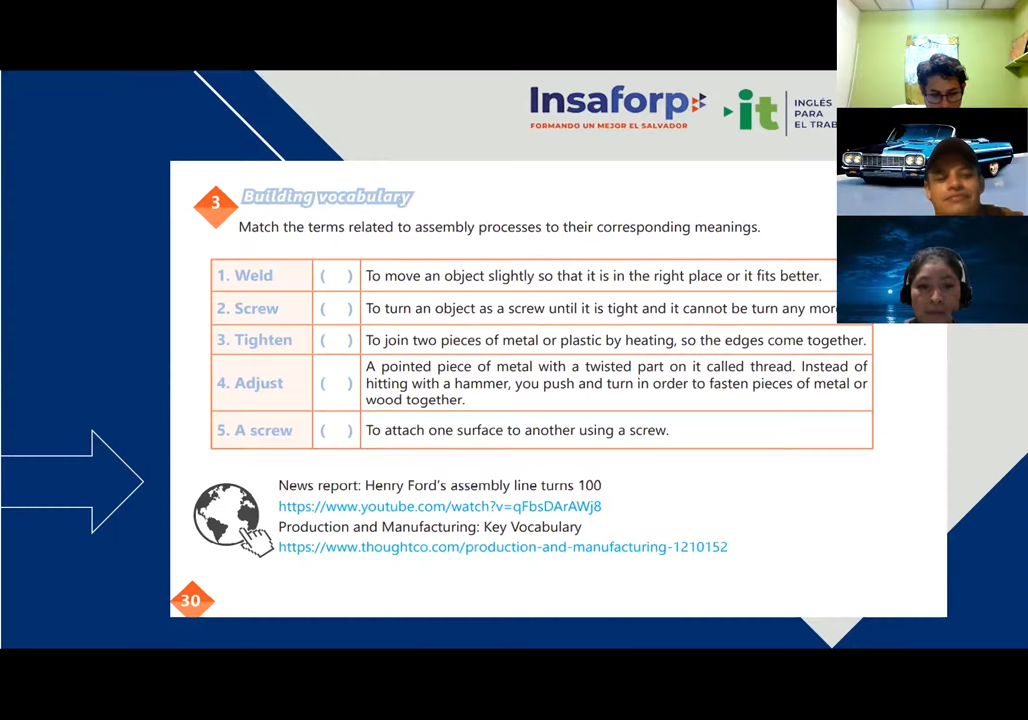 Insaforp
FORMANDO UN MEJOR EL SALVADOR
it
INGLÉS
PARA
EL TRAB
3
Building vocabulary
Match the terms related to assembly processes to their corresponding meanings.
1. Weld ( ) To move an object slightly so that it is in the right place or it fits better.
2. Screw ( ) To turn an object as a screw until it is tight and it cannot be turn any more
3. Tighten ( ) To join two pieces of metal or plastic by heating, so the edges come together.
4. Adjust ( ) A pointed piece of metal with a twisted part on it called thread. Instead of
hitting with a hammer, you push and turn in order to fasten pieces of metal or
wood together.
5. A screw ( ) To attach one surface to another using a screw.
News report: Henry Ford's assembly line turns 100
https://www.youtube.com/watch?v=qFbsDArAWj8
Production and Manufacturing: Key Vocabulary
https://www.thoughtco.com/production-and-manufacturing-1210152
30